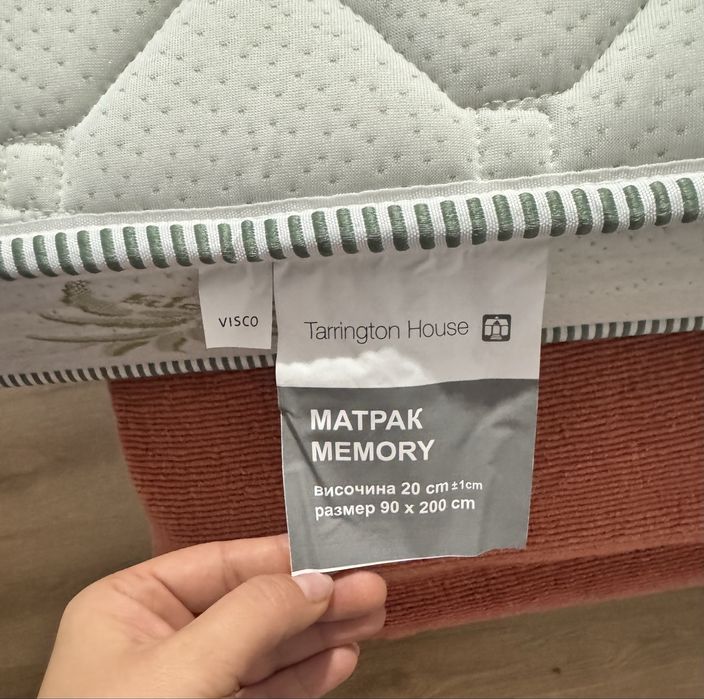 VISCO
Tarrington House
МАТРАК
MEMORY
височина 20 cm ±1cm
размер 90 x 200 cm